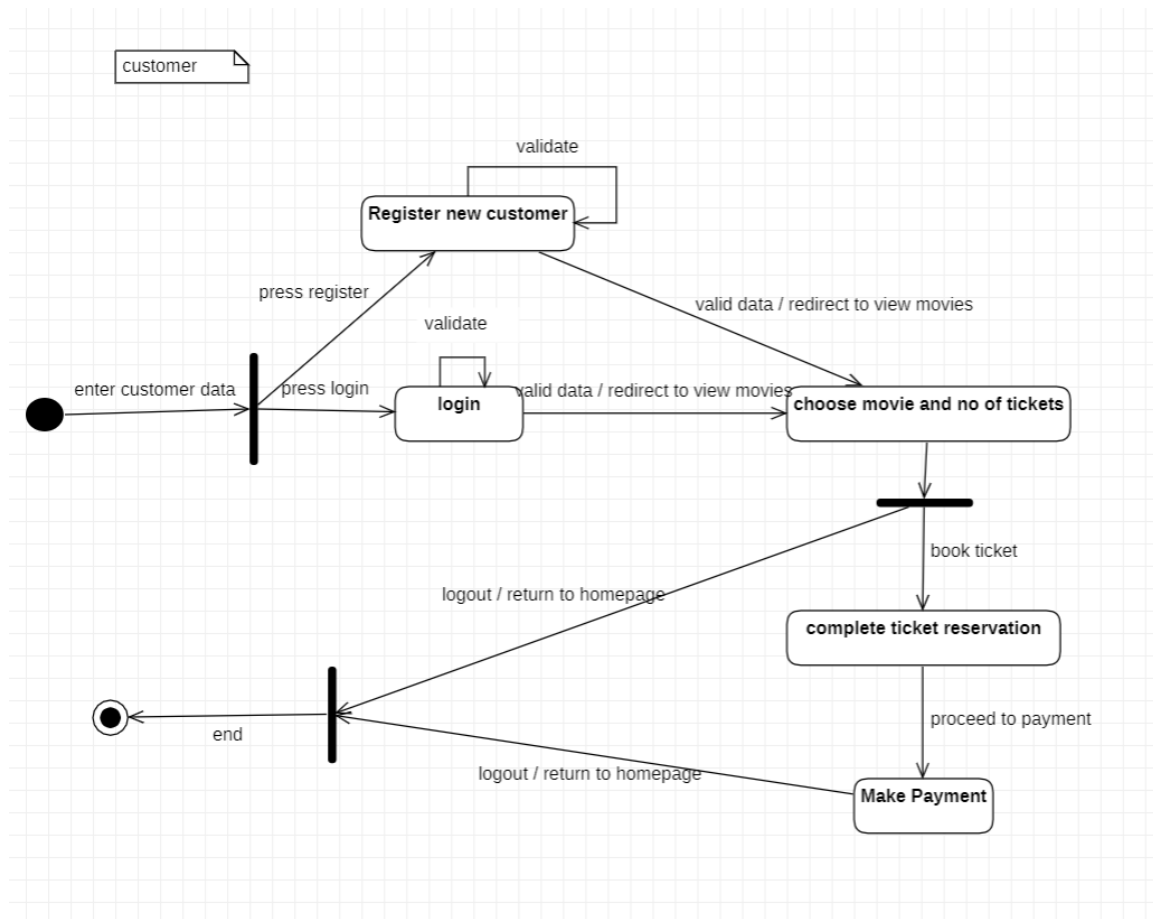 customer
validate
Register new customer
press register
valid data / redirect to view movies
validate
enter customer data
press login
valid data / redirect to view movies
login
choose movie and no of tickets
book ticket
logout / return to homepage
complete ticket reservation
proceed to payment
end
logout / return to homepage
Make Payment